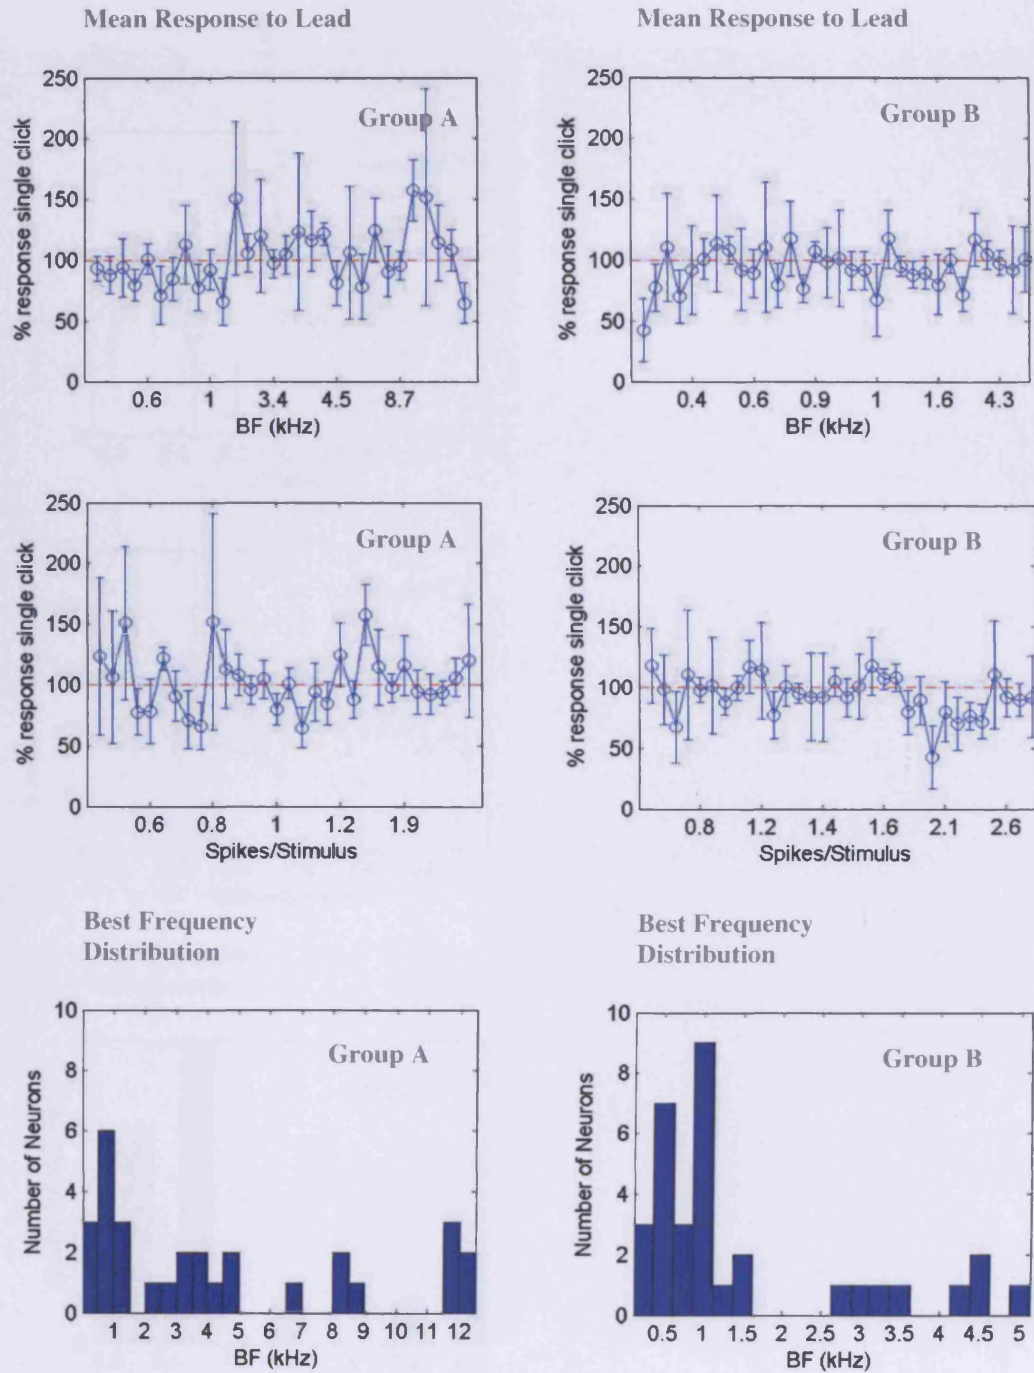 Mean Response to Lead
Mean Response to Lead
250
200
150
100
50
0
% response single click
Group A
0.6 1 3.4 4.5 8.7
BF (kHz)
250
200
150
100
50
0
% response single click
Group B
0.4 0.6 0.9 1 1.6 4.3
BF (kHz)
250
200
150
100
50
0
% response single click
Group A
0.6 0.8 1 1.2 1.9
Spikes/Stimulus
250
200
150
100
50
0
% response single click
Group B
0.8 1.2 1.4 1.6 2.1 2.6
Spikes/Stimulus
Best Frequency
Distribution
Best Frequency
Distribution
10
8
6
4
2
0
Number of Neurons
Group A
1 2 3 4 5 6 7 8 9 10 11 12
BF (kHz)
10
8
6
4
2
0
Number of Neurons
Group B
0.5 1 1.5 2 2.5 3 3.5 4 4.5 5
BF (kHz)